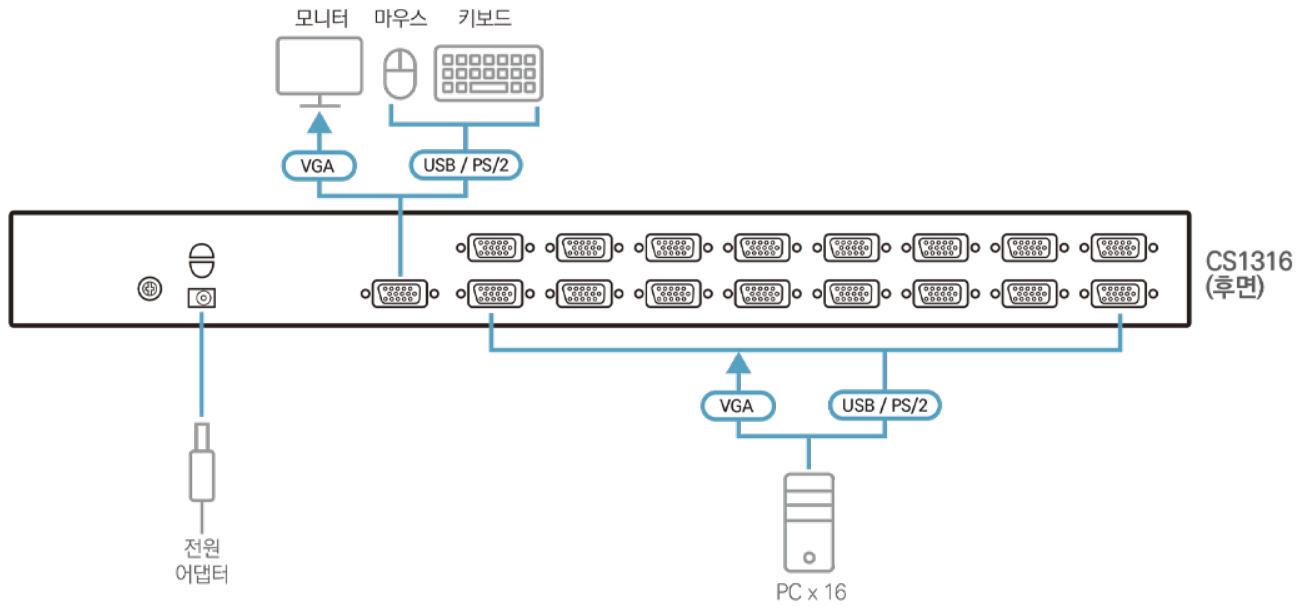 모니터
마우스
키보드
VGA
USB / PS/2
CS1316
(후면)
VGA
USB / PS/2
전원
어댑터
PC x 16